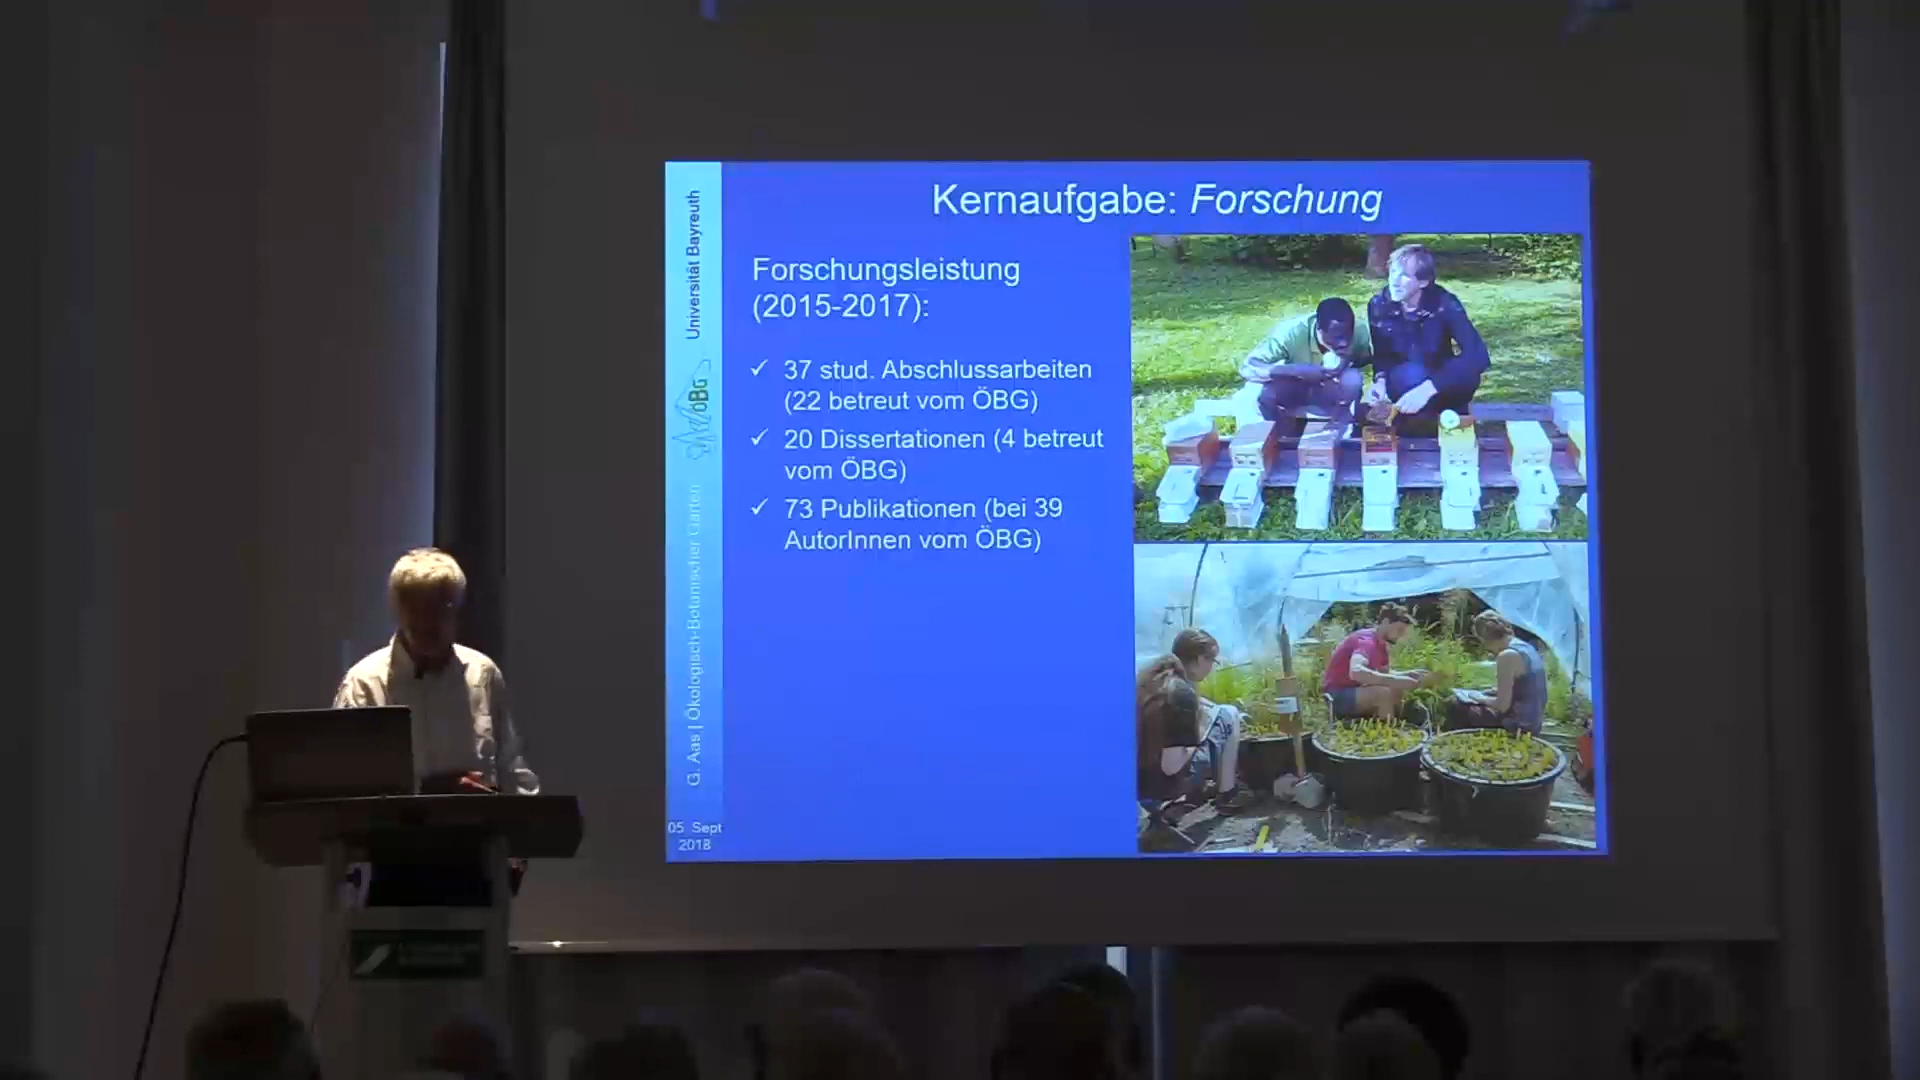 Kernaufgabe: Forschung
Forschungsleistung
(2015-2017):
✓ 37 stud. Abschlussarbeiten
(22 betreut vom ÖBG)
✓ 20 Dissertationen (4 betreut
vom ÖBG)
✓ 73 Publikationen (bei 39
AutorInnen vom ÖBG)
Universität Bayreuth
ÖBG
G. Aas | Ökologisch-Botanischer Garten
05. Sept
2018